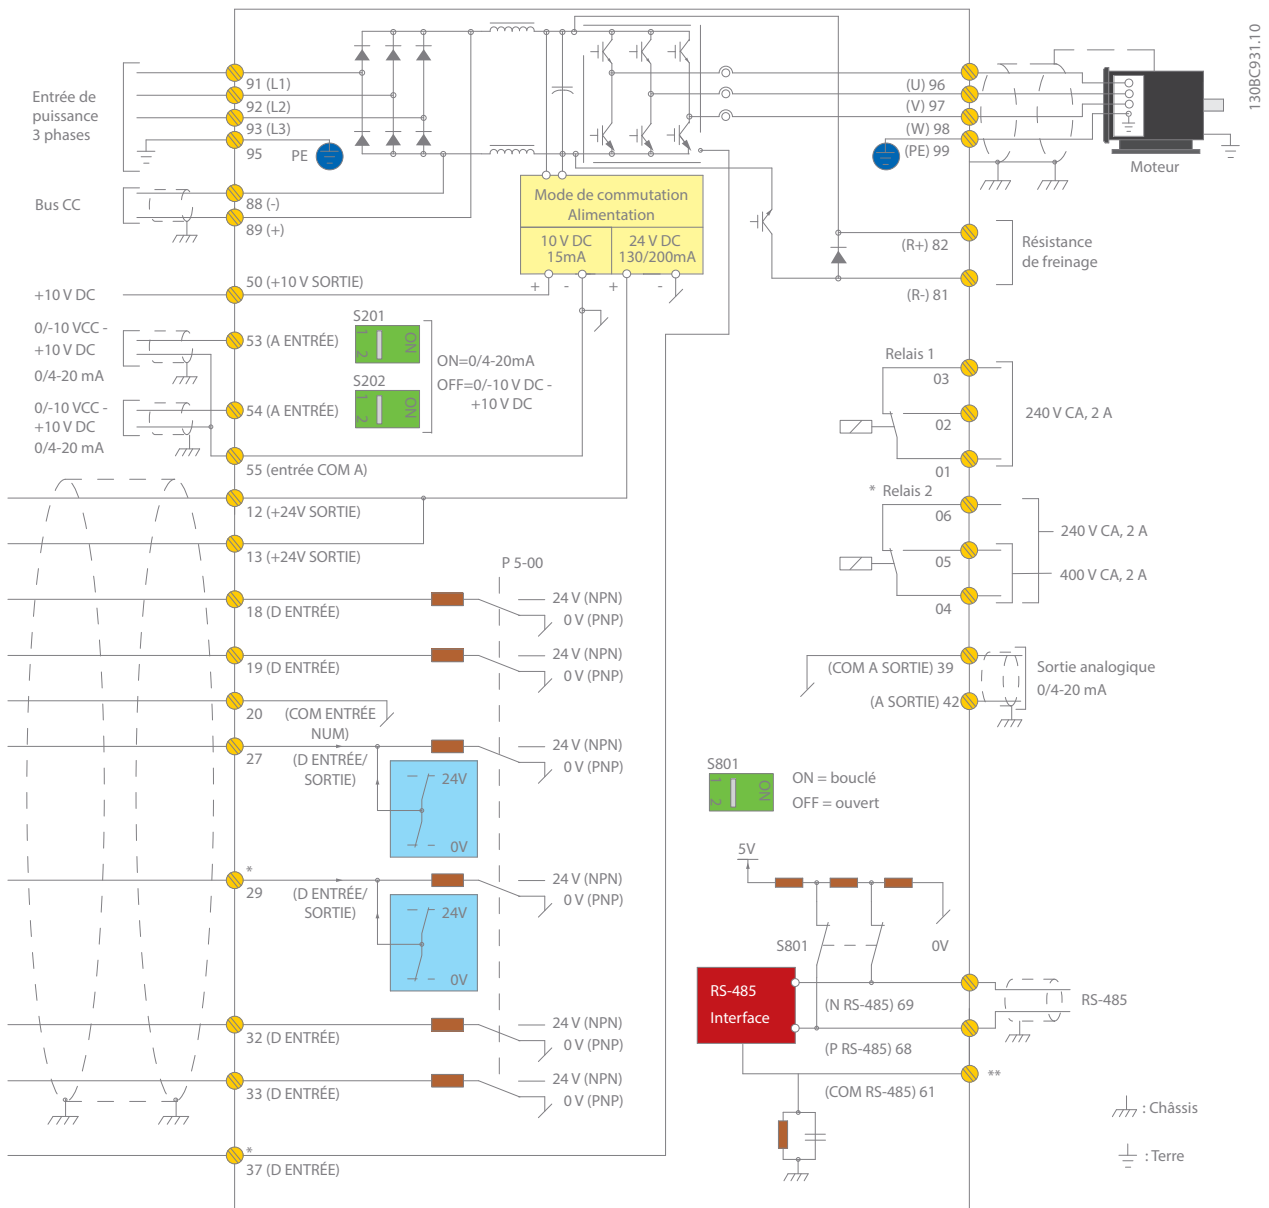 130BC931.10
Entrée de
puissance
3 phases
91 (L1)
92 (L2)
93 (L3)
95
PE
Bus CC
88 (-)
89 (+)
Mode de commutation
Alimentation
10 V DC
15mA
24 V DC
130/200mA
+ - + -
(U) 96
(V) 97
(W) 98
(PE) 99
Moteur
(R+) 82
Résistance
de freinage
(R-) 81
+10 V DC
50 (+10 V SORTIE)
0/-10 VCC -
+10 V DC
0/4-20 mA
53 (A ENTRÉE)
S201
1 2 ON
ON=0/4-20mA
OFF=0/-10 V DC -
+10 V DC
S202
1 2 ON
0/-10 VCC -
+10 V DC
0/4-20 mA
54 (A ENTRÉE)
55 (entrée COM A)
12 (+24V SORTIE)
13 (+24V SORTIE)
Relais 1
03
02
01
240 V CA, 2 A
* Relais 2
06
05
04
240 V CA, 2 A
400 V CA, 2 A
P 5-00
18 (D ENTRÉE)
24 V (NPN)
0 V (PNP)
19 (D ENTRÉE)
24 V (NPN)
0 V (PNP)
20
(COM ENTRÉE
NUM)
27
(D ENTRÉE/
SORTIE)
24 V (NPN)
0 V (PNP)
24V
0V
*
29
(D ENTRÉE/
SORTIE)
24 V (NPN)
0 V (PNP)
24V
0V
32 (D ENTRÉE)
24 V (NPN)
0 V (PNP)
33 (D ENTRÉE)
24 V (NPN)
0 V (PNP)
*
37 (D ENTRÉE)
(COM A SORTIE) 39
(A SORTIE) 42
Sortie analogique
0/4-20 mA
S801
1 2 ON
ON = bouclé
OFF = ouvert
5V
S801
0V
RS-485
Interface
(N RS-485) 69
RS-485
(P RS-485) 68
(COM RS-485) 61
**
: Châssis
: Terre